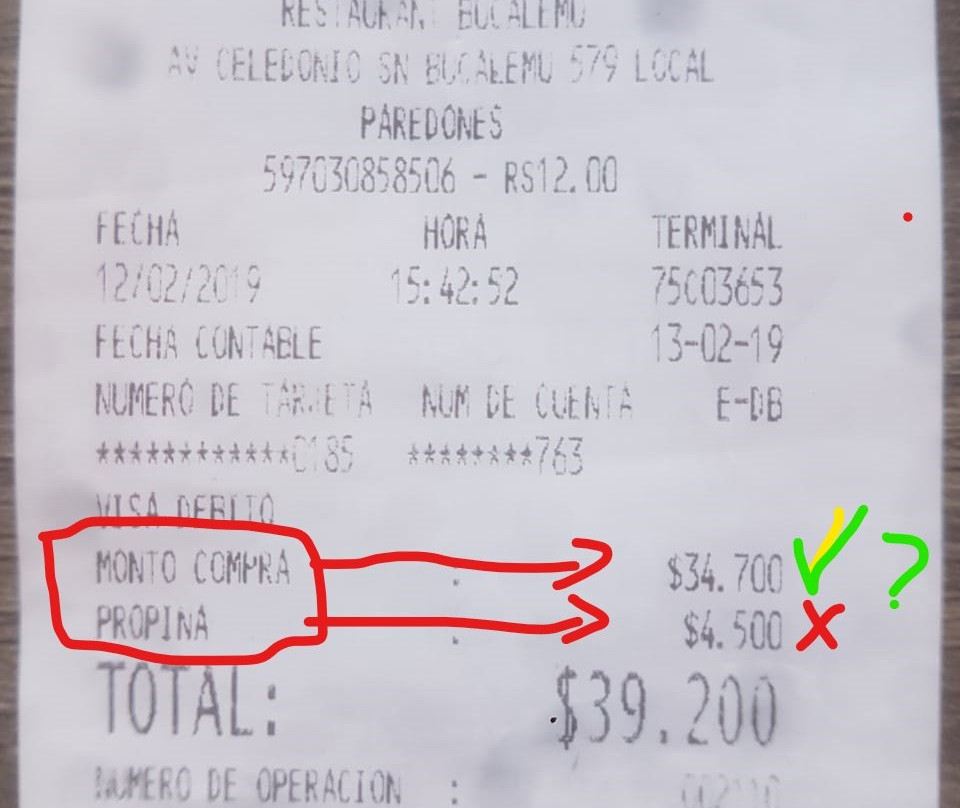 RESTAURANT BUCALEMU
AV CELEDONIO SN BUCALEMU 579 LOCAL
PAREDONES
597030858506 - RS12.00
FECHA HORA TERMINAL
12/02/2019 15:42:52 75C03653
FECHA CONTABLE 13-02-19
NUMERO DE TARJETA NUM DE CUENTA E-DB
************0185 ********763
VISA DEBITO
MONTO COMPRA : $34.700 ?
PROPINA : $4.500 X
TOTAL: $39.200
NUMERO DE OPERACION :